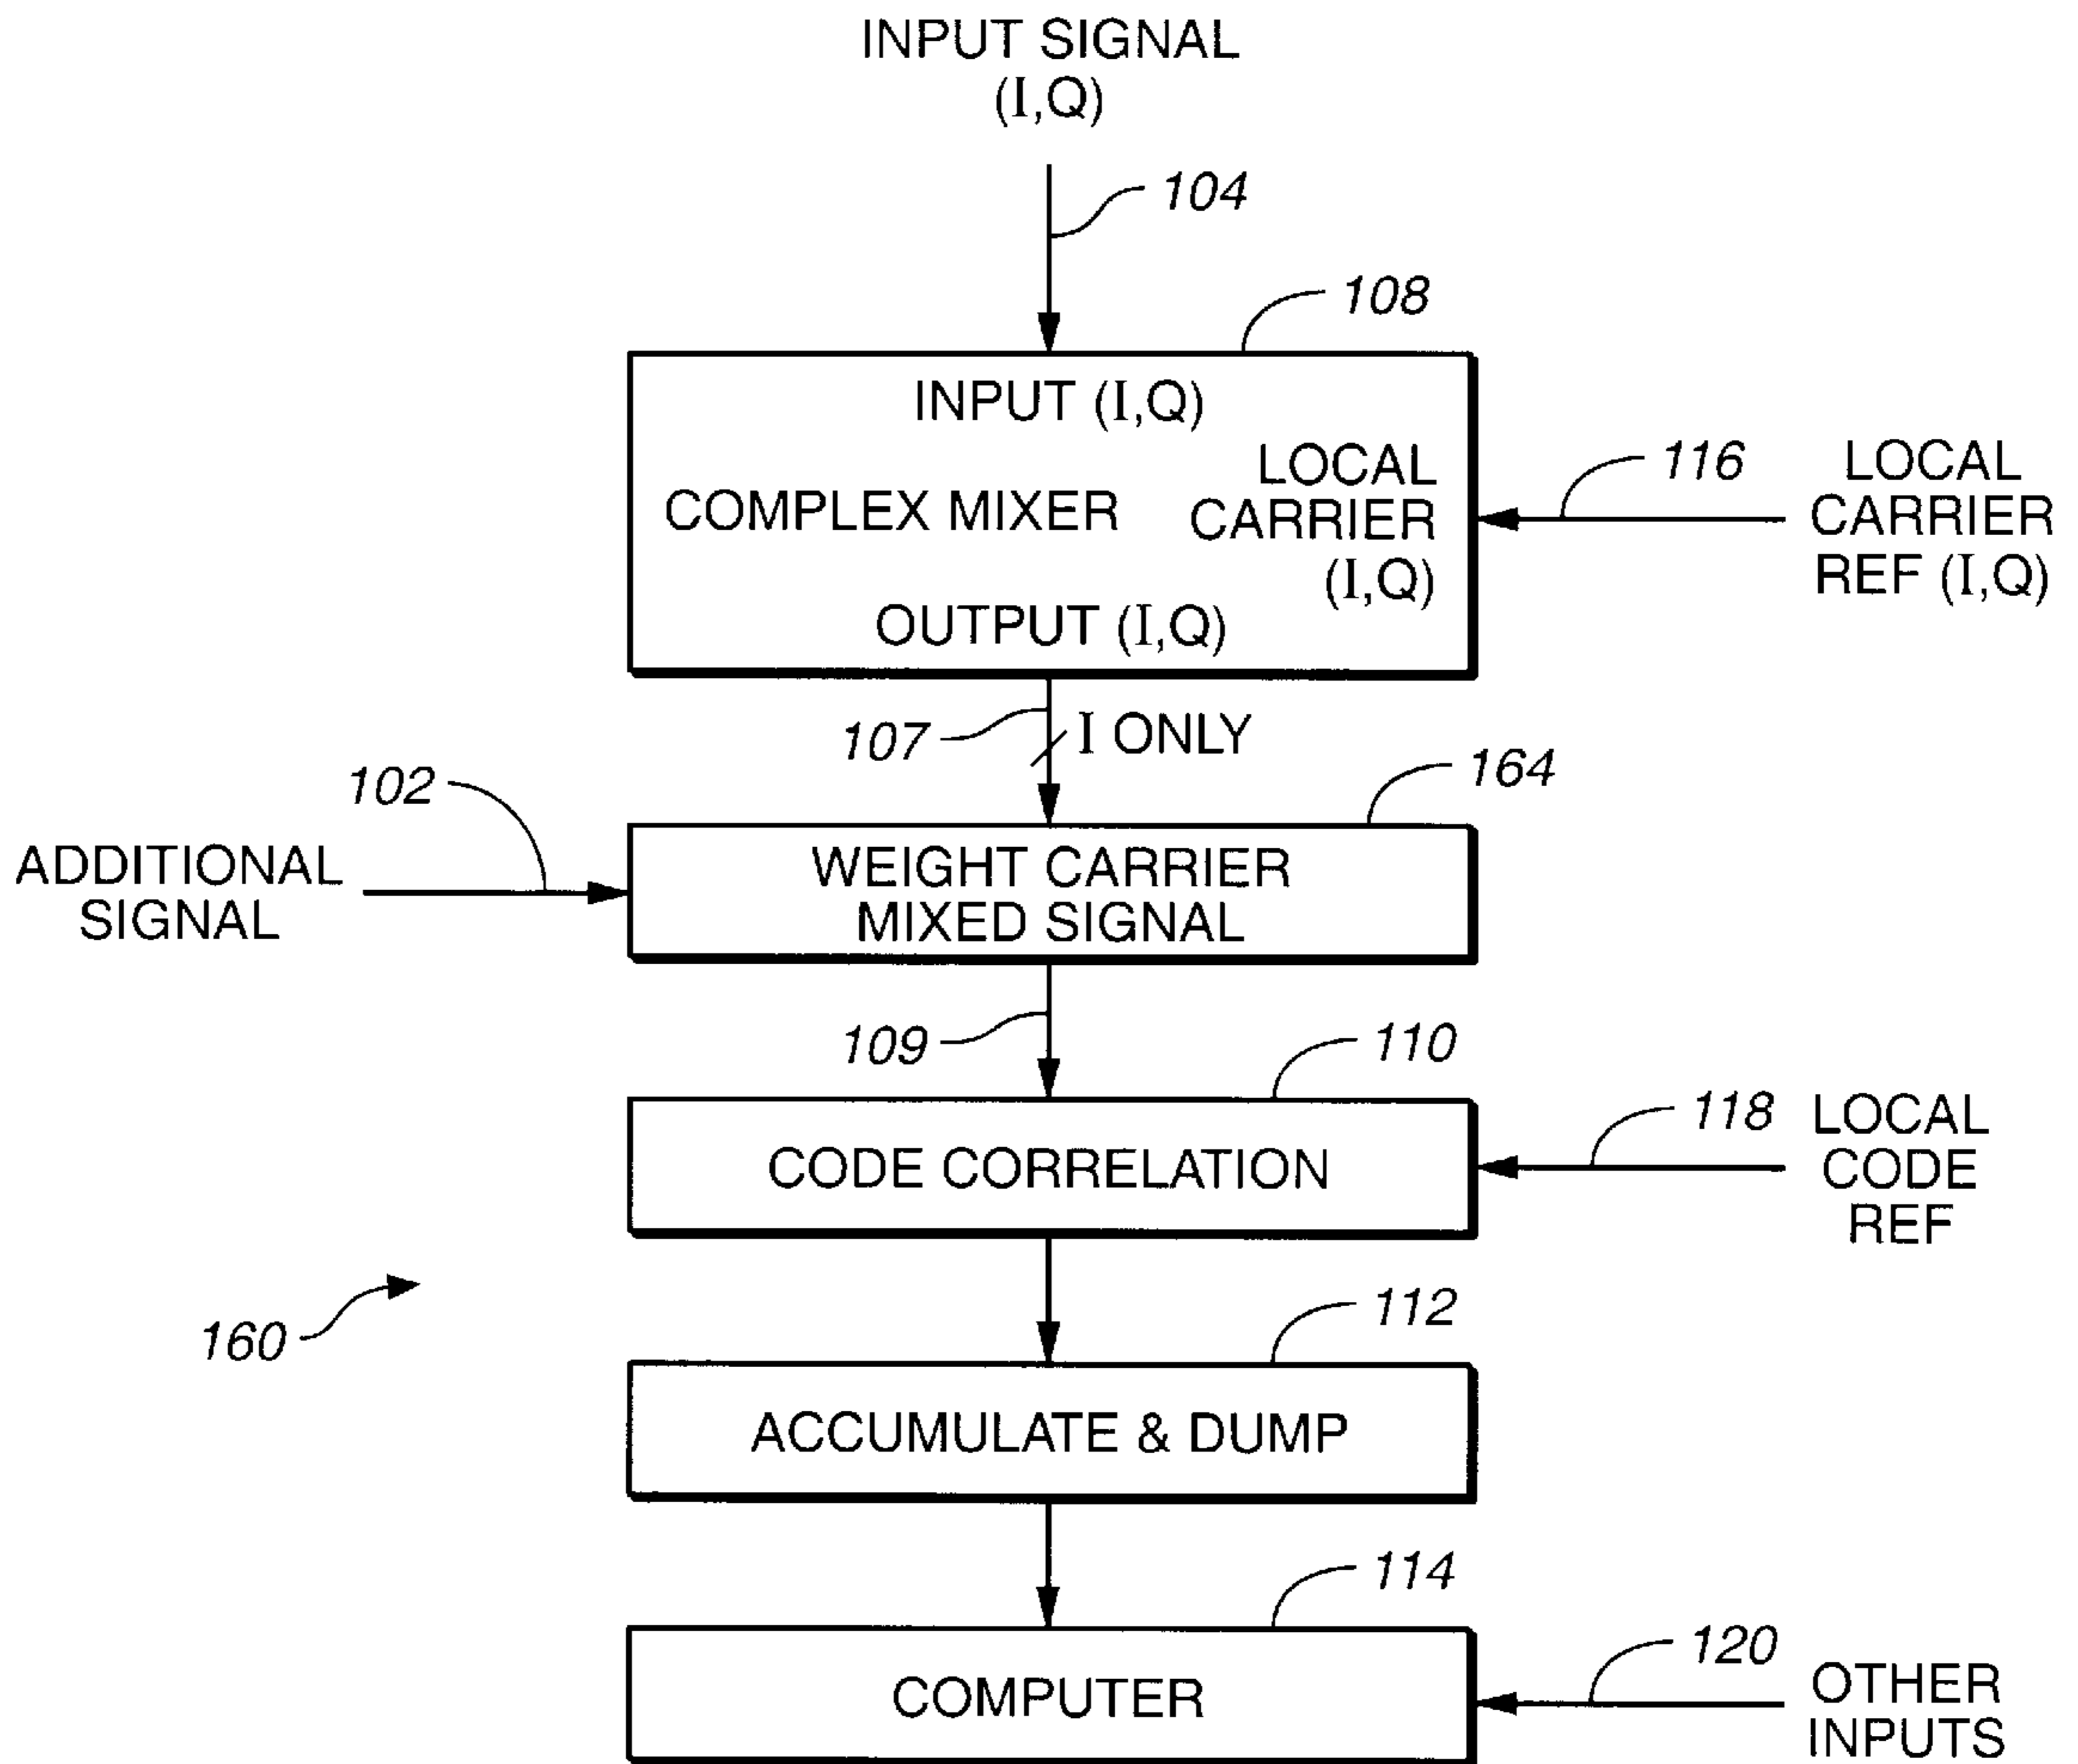 INPUT SIGNAL
(I,Q)
104
108
INPUT (I,Q)
COMPLEX MIXER
LOCAL
CARRIER
(I,Q)
OUTPUT (I,Q)
116
LOCAL
CARRIER
REF (I,Q)
107
I ONLY
102
164
ADDITIONAL
SIGNAL
WEIGHT CARRIER
MIXED SIGNAL
109
110
CODE CORRELATION
118
LOCAL
CODE
REF
160
112
ACCUMULATE & DUMP
114
COMPUTER
120
OTHER
INPUTS